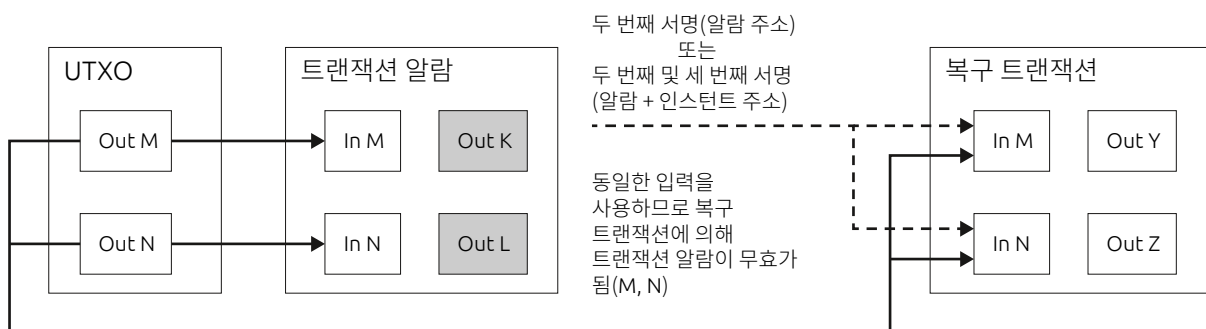 UTXO
Out M
Out N
트랜잭션 알람
In M
Out K
In N
Out L
두 번째 서명(알람 주소)
또는
두 번째 및 세 번째 서명
(알람 + 인스턴트 주소)
동일한 입력을
사용하므로 복구
트랜잭션에 의해
트랜잭션 알람이 무효가
됨(M, N)
복구 트랜잭션
In M
Out Y
In N
Out Z